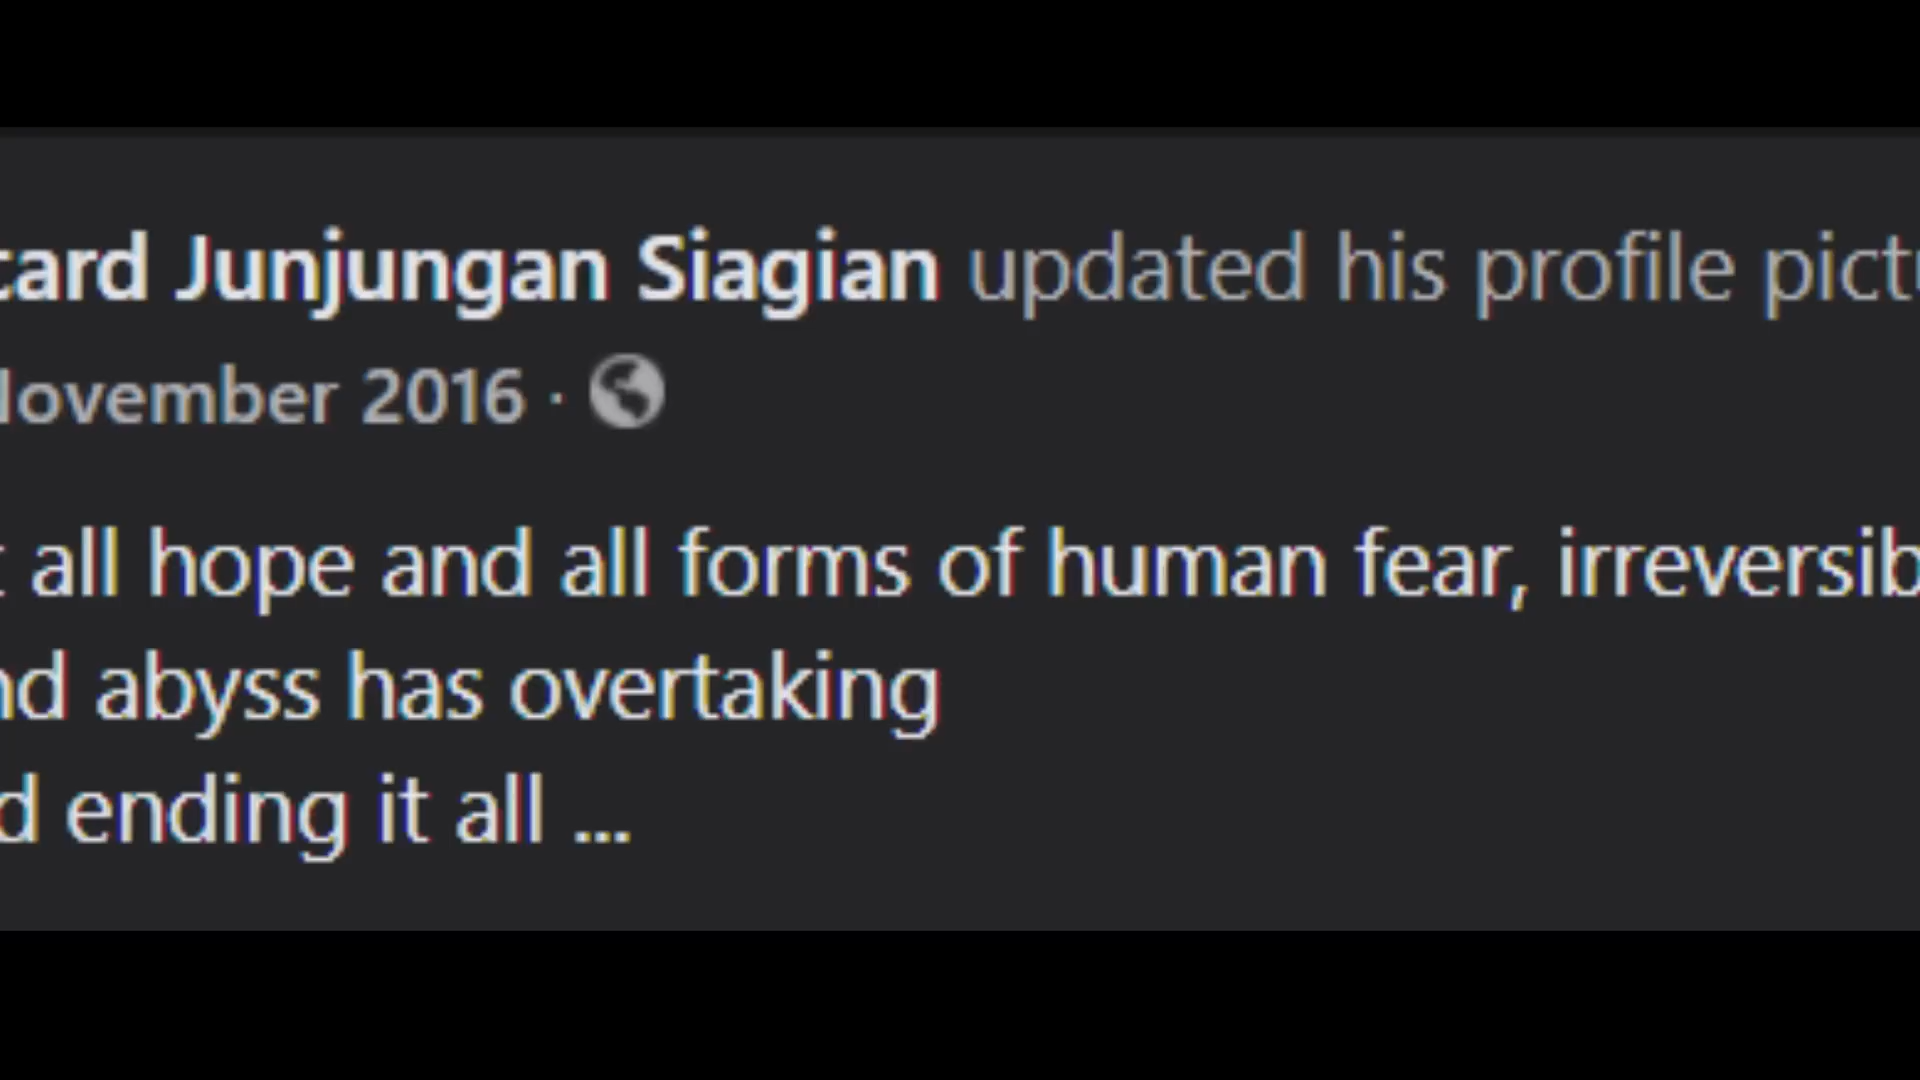 Junjungan Siagian updated his profile
2016 ·
all hope and all forms of human fear,
abyss has overtaking
ending it all ...